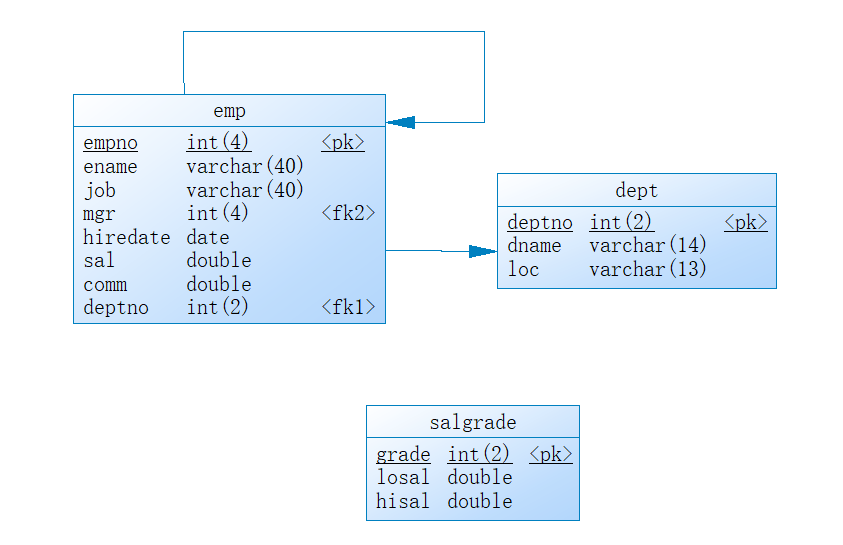 emp
empno int(4) <pk>
ename varchar(40)
job varchar(40)
mgr int(4) <fk2>
hiredate date
sal double
comm double
deptno int(2) <fk1>
dept
deptno int(2) <pk>
dname varchar(14)
loc varchar(13)
salgrade
grade int(2) <pk>
losal double
hisal double